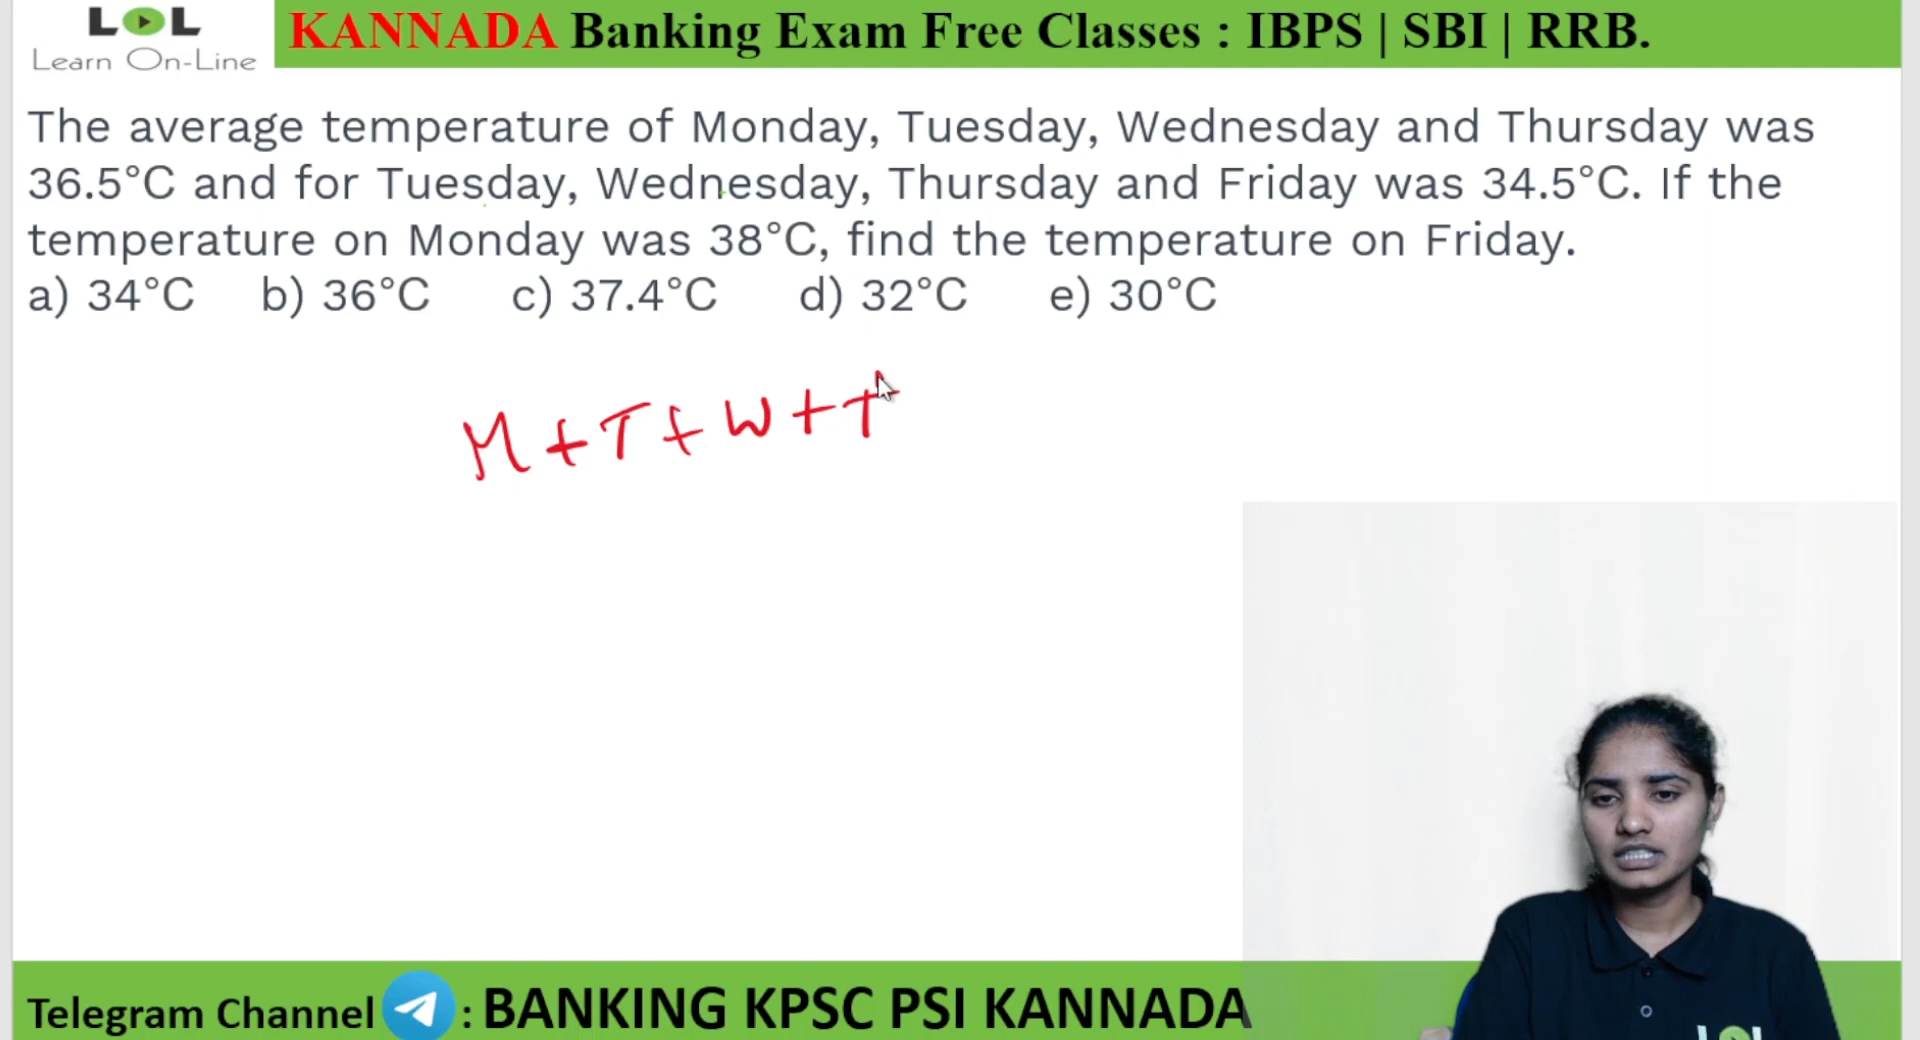 LOL
Learn On-Line
KANNADA Banking Exam Free Classes : IBPS | SBI | RRB.
The average temperature of Monday, Tuesday, Wednesday and Thursday was
36.5°C and for Tuesday, Wednesday, Thursday and Friday was 34.5°C. If the
temperature on Monday was 38°C, find the temperature on Friday.
a) 34°C b) 36°C c) 37.4°C d) 32°C e) 30°C
M + T + W + T
Telegram Channel : BANKING KPSC PSI KANNADA
LOL